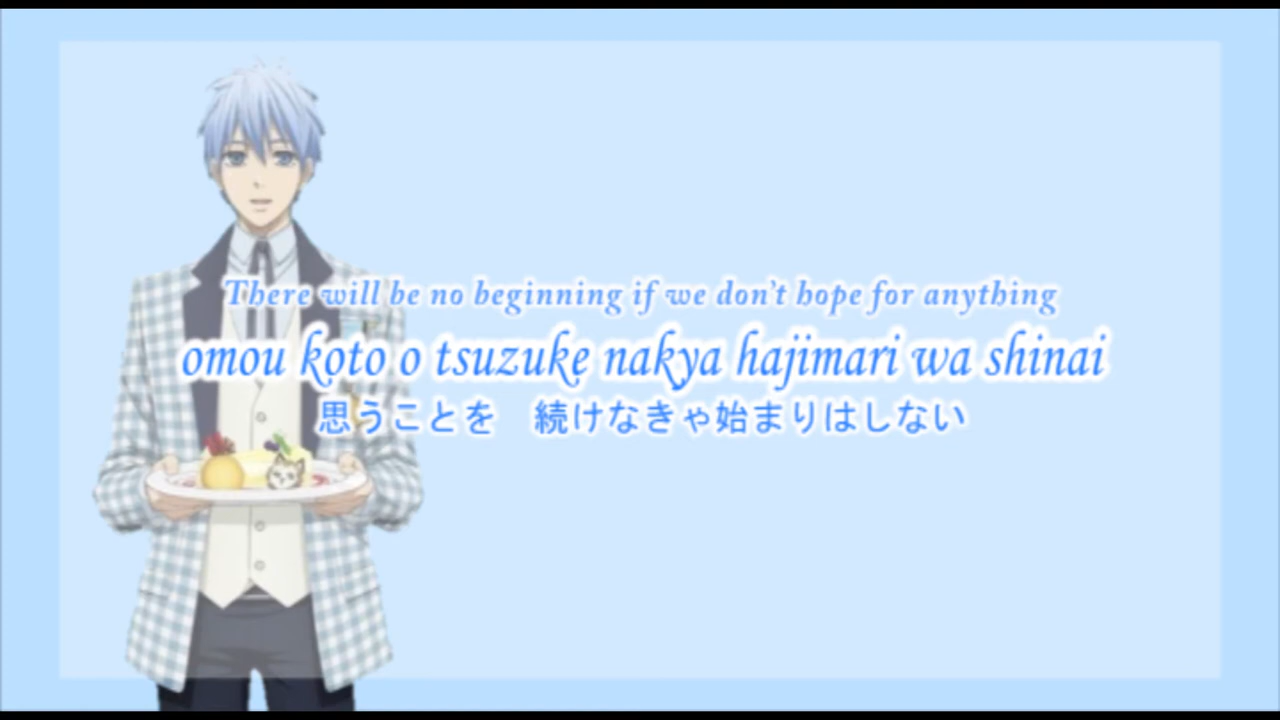 There will be no beginning if we don't hope for anything
omou koto o tsuzuke nakya hajimari wa shinai
思うことを　続けなきゃ始まりはしない